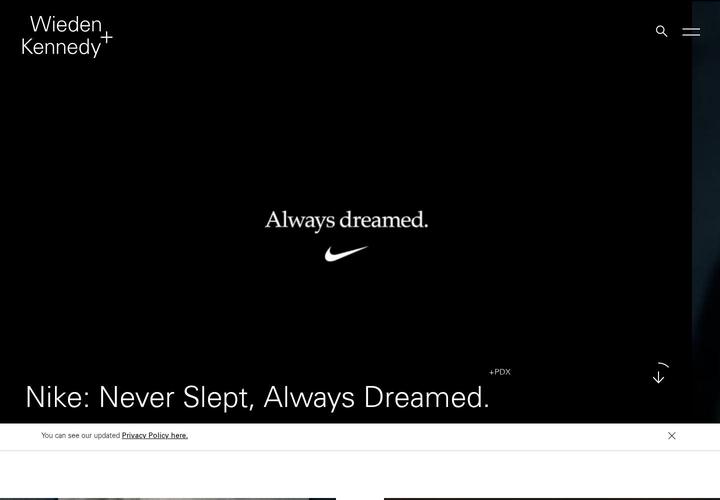 Wieden
Kennedy+
Always dreamed.
+PDX
Nike: Never Slept, Always Dreamed.
You can see our updated Privacy Policy here.